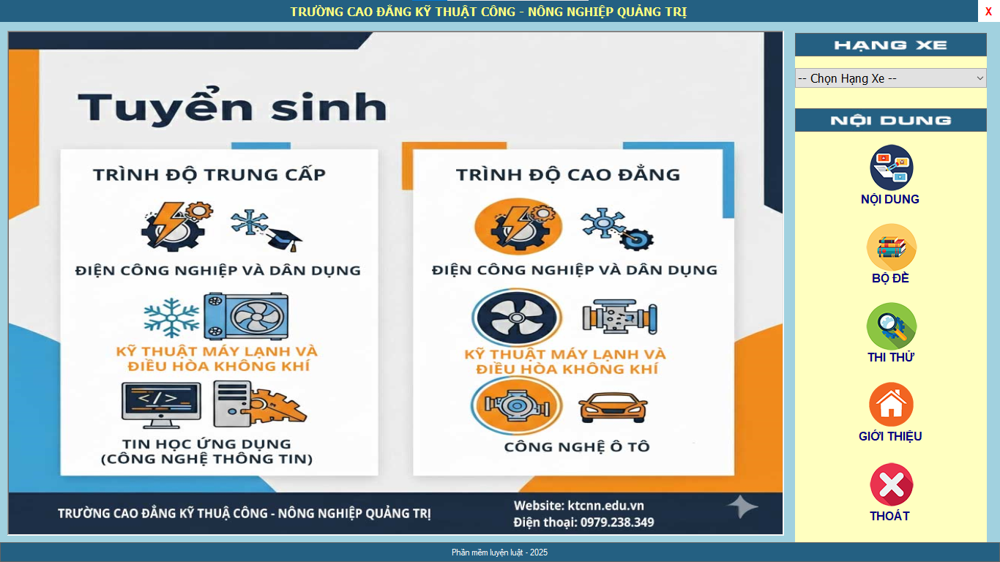 TRƯỜNG CAO ĐẲNG KỸ THUẬT CÔNG - NÔNG NGHIỆP QUẢNG TRỊ
X
Tuyển sinh
TRÌNH ĐỘ TRUNG CẤP
ĐIỆN CÔNG NGHIỆP VÀ DÂN DỤNG
KỸ THUẬT MÁY LẠNH VÀ
ĐIỀU HÒA KHÔNG KHÍ
</>
TIN HỌC ỨNG DỤNG
(CÔNG NGHỆ THÔNG TIN)
TRÌNH ĐỘ CAO ĐẲNG
ĐIỆN CÔNG NGHIỆP VÀ DÂN DỤNG
KỸ THUẬT MÁY LẠNH VÀ
ĐIỀU HÒA KHÔNG KHÍ
CÔNG NGHỆ Ô TÔ
TRƯỜNG CAO ĐẲNG KỸ THUẬ CÔNG - NÔNG NGHIỆP QUẢNG TRỊ
Website: ktcnn.edu.vn
Điện thoại: 0979.238.349
HẠNG XE
-- Chọn Hạng Xe --
NỘI DUNG
NỘI DUNG
BỘ ĐỀ
THI THỬ
GIỚI THIỆU
THOÁT
Phần mềm luyện luật - 2025